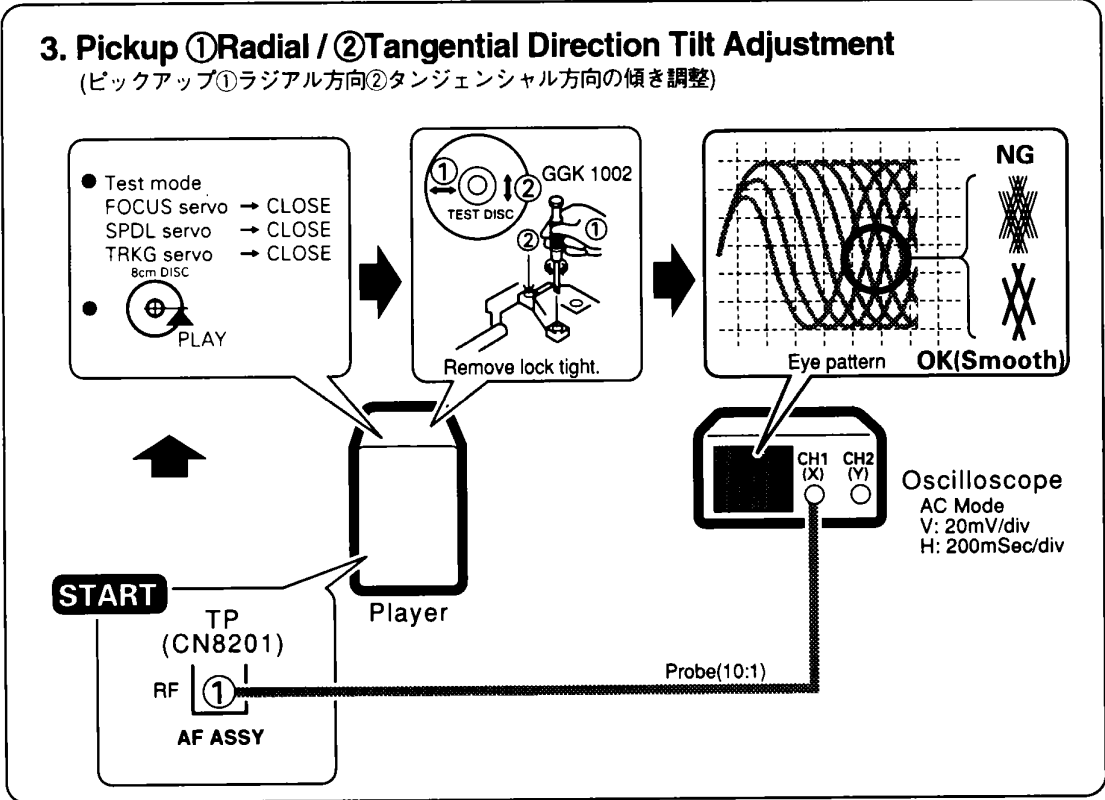 3. Pickup ①Radial / ②Tangential Direction Tilt Adjustment
(ピックアップ①ラジアル方向②タンジェンシャル方向の傾き調整)
● Test mode
FOCUS servo → CLOSE
SPDL servo → CLOSE
TRKG servo → CLOSE
8cm DISC
●
PLAY
①
②
TEST DISC
GGK 1002
①
②
Remove lock tight.
NG
Eye pattern
OK(Smooth)
CH1
(X)
CH2
(Y)
Oscilloscope
AC Mode
V: 20mV/div
H: 200mSec/div
Player
START
TP
(CN8201)
RF ①
AF ASSY
Probe(10:1)